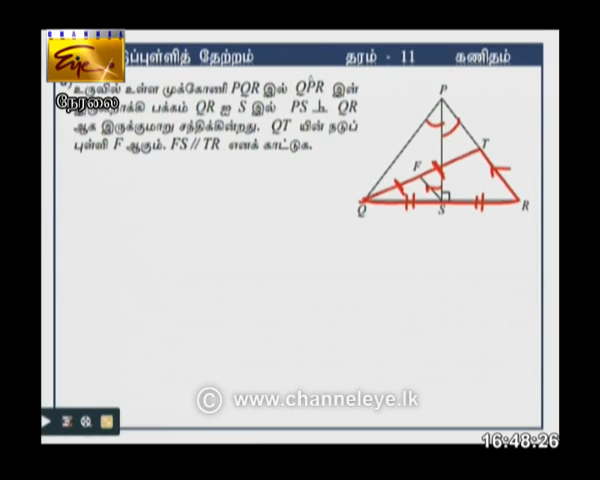 CHANNEL
Eye
நேரலை
டுப்புள்ளித் தேற்றம் தரம் - 11 கணிதம்
உருவில் உள்ள முக்கோணி PQR இல் QP̂R இன்
பக்கம் QR ஐ S இல் PS ⊥ QR
ஆக இருக்குமாறு சந்திக்கின்றது. QT யின் நடுப்
புள்ளி F ஆகும். FS // TR எனக் காட்டுக.
P
T
F
Q
S
R
© www.channeleye.lk
16:48:26